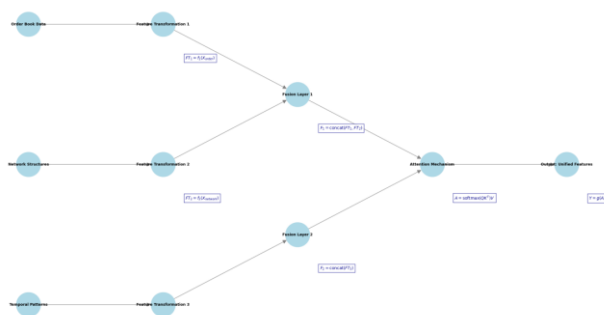 Order Book Data
Feature Transformation 1
FT₁ = f₁(X_order)
Fusion Layer 1
F₁ = concat(FT₁, FT₂)
Network Structures
Feature Transformation 2
Attention Mechanism
Output: Unified Features
FT₂ = f₂(X_network)
A = softmax(QKᵀ)V
Fusion Layer 2
F₂ = concat(FT₃)
Temporal Patterns
Feature Transformation 3